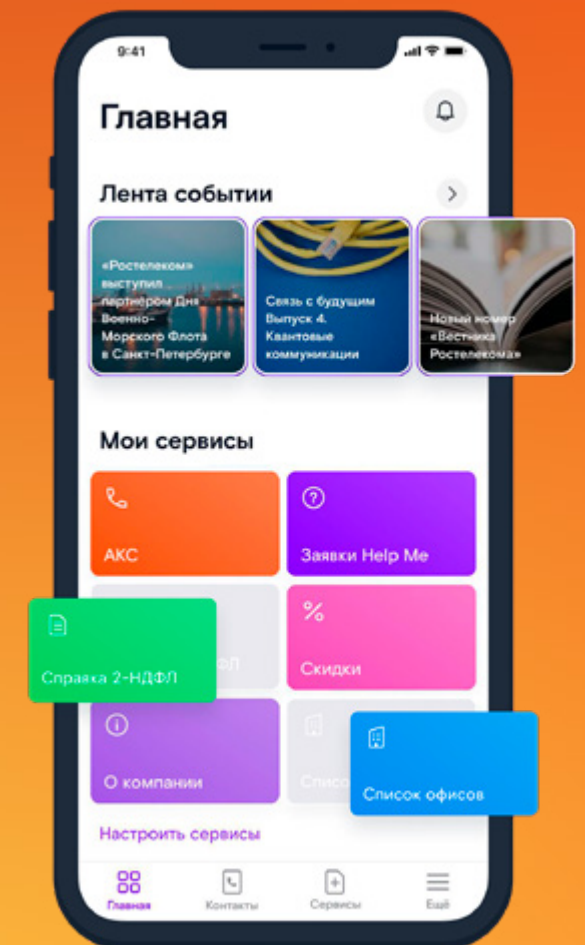 9:41
Главная
Лента событии
«Ростелеком»
выступил
партнёром Дня
Военно-
Морского Флота
в Санкт-Петербурге
Связь с будущим
Выпуск 4.
Квантовые
коммуникации
Новый номер
«Вестника
Ростелекома»
Мои сервисы
АКС
Заявки Help Me
Справка 2-НДФЛ
ФЛ
Скидки
О компании
Списо
Список офисов
Настроить сервисы
Главная
Контакты
Сервисы
Ещё